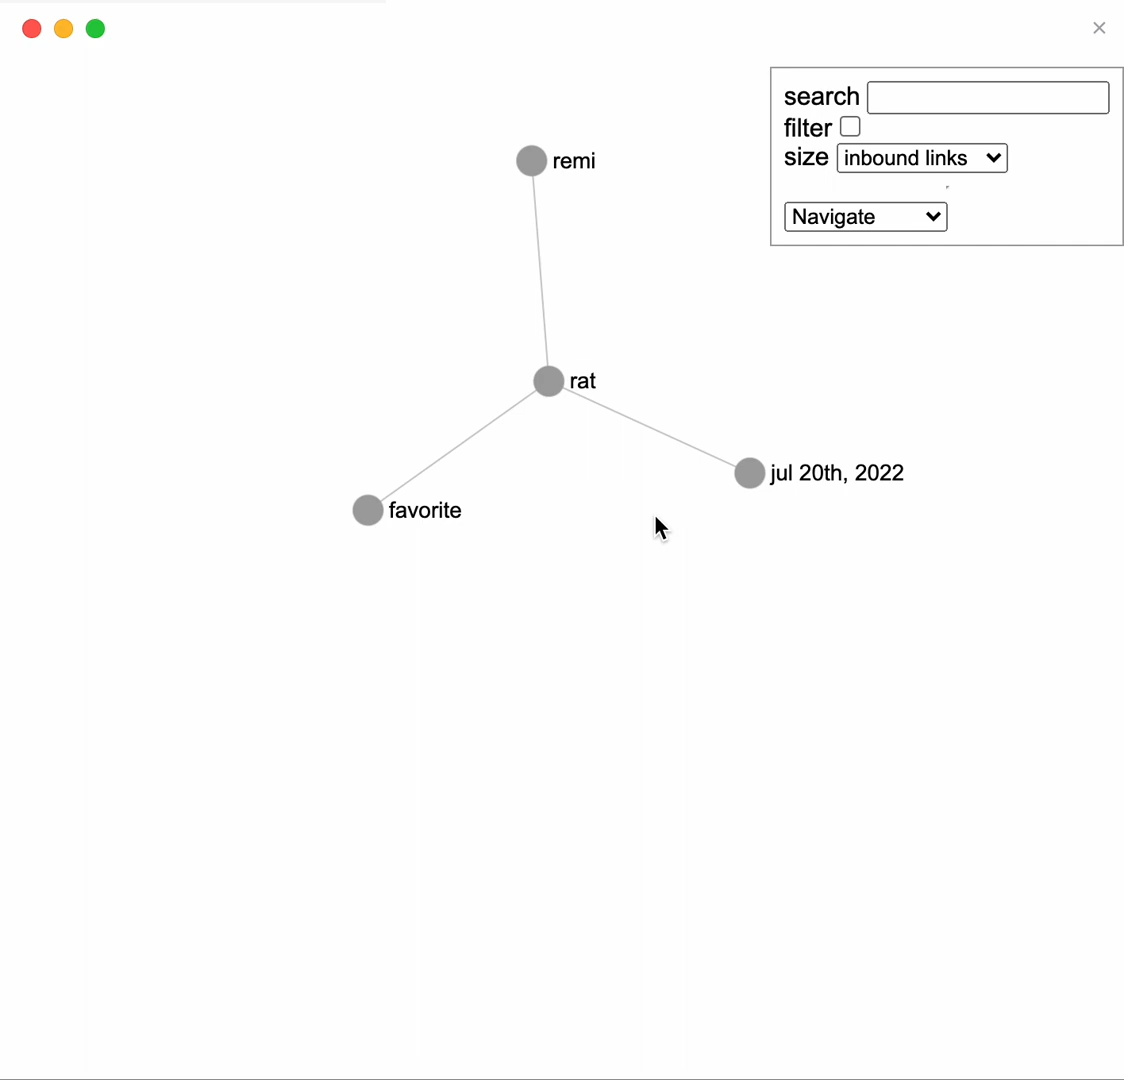 search
filter
size inbound links
Navigate
remi
rat
jul 20th, 2022
favorite